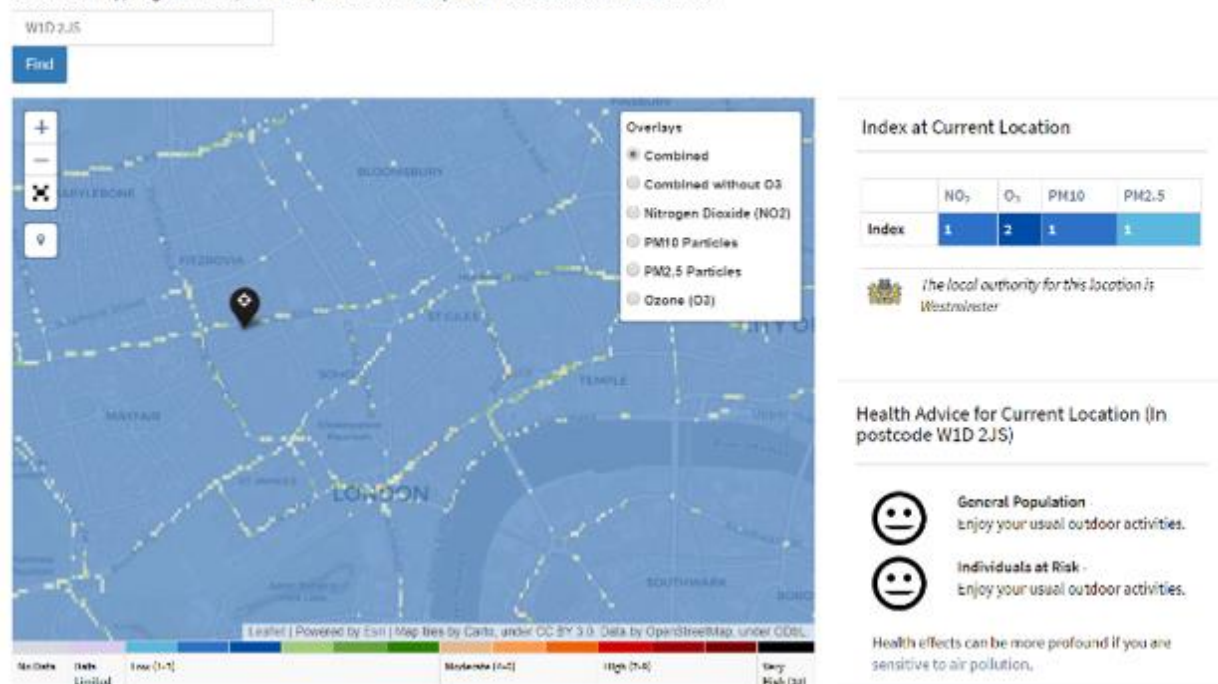 W1D 2JS
Find
Overlays
Combined
Combined without O3
Nitrogen Dioxide (NO2)
PM10 Particles
PM2.5 Particles
Ozone (O3)
BLOOMSBURY
FITZROVIA
ST GILES
SOHO
TEMPLE
MAYFAIR
ST JAMES'S
LONDON
SOUTHWARK
Leaflet | Powered by Esri | Map tiles by Carto, under CC BY 3.0. Data by OpenStreetMap, under ODbL.
No Data
Data Limited
Low (1-3)
Moderate (4-6)
High (7-9)
Very High (10)
Index at Current Location
NO₂ O₃ PM10 PM2.5
Index 1 2 1 1
The local authority for this location is
Westminster
Health Advice for Current Location (In
postcode W1D 2JS)
General Population -
Enjoy your usual outdoor activities.
Individuals at Risk -
Enjoy your usual outdoor activities.
Health effects can be more profound if you are
sensitive to air pollution.